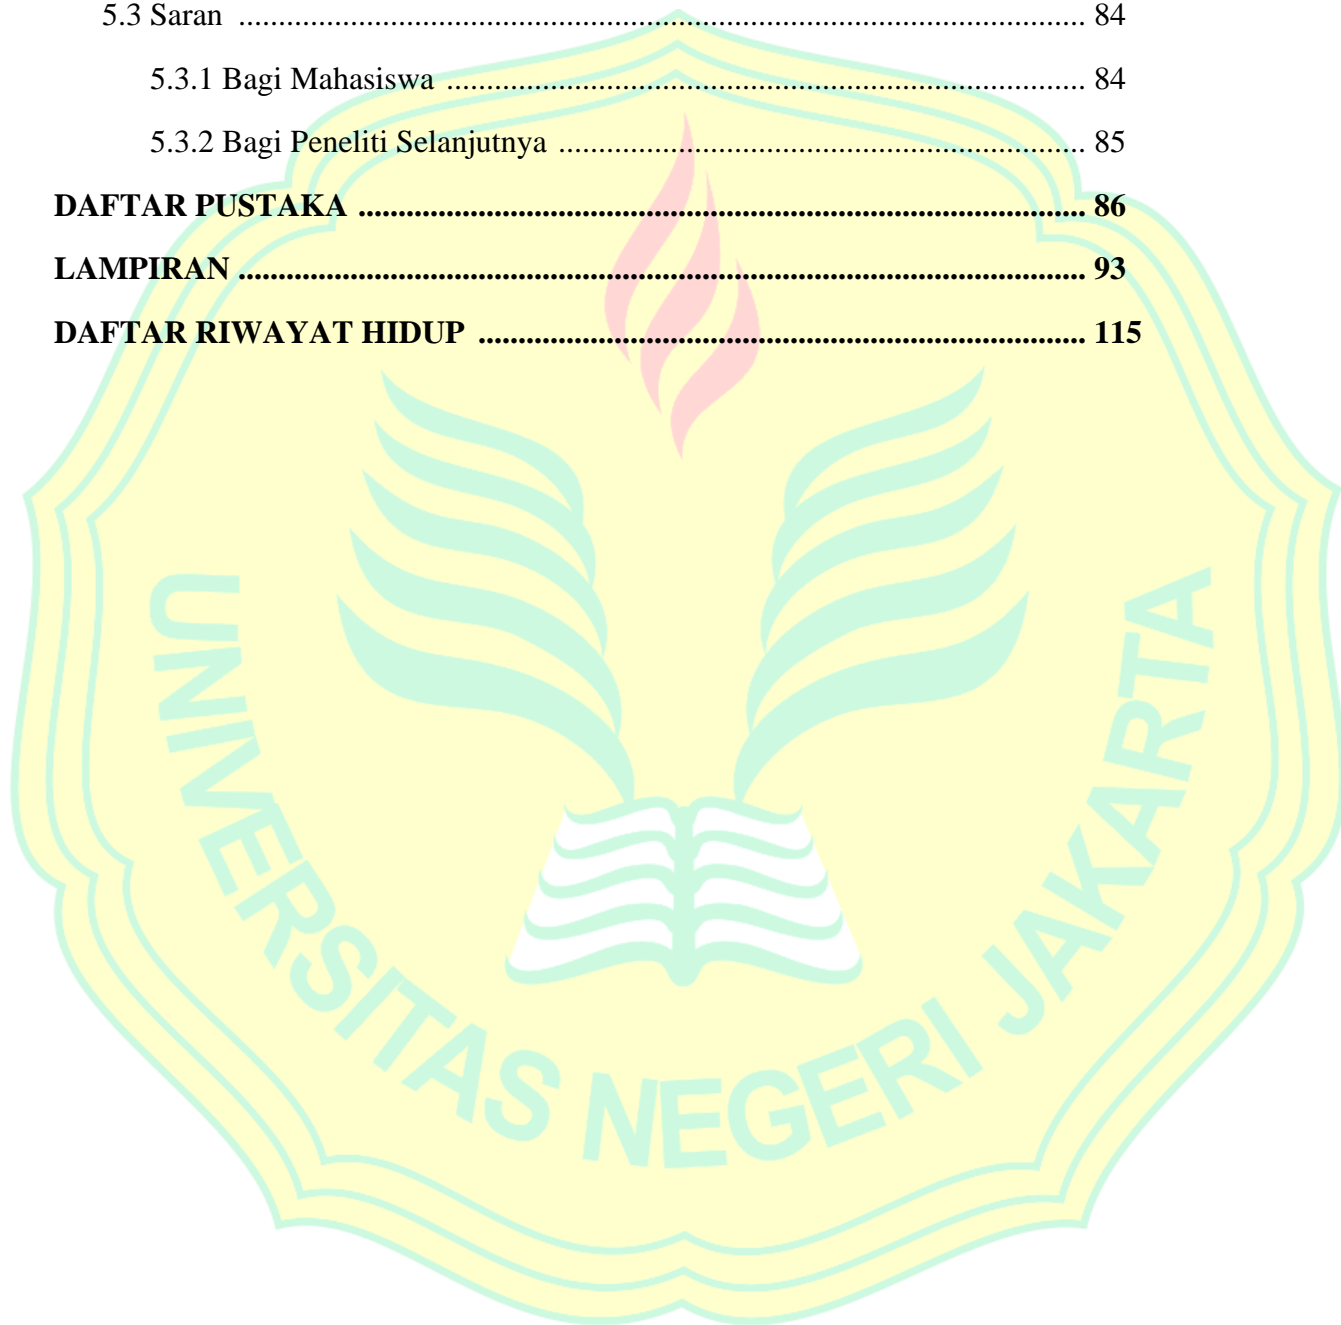 5.3 Saran ........................................................................................................... 84
5.3.1 Bagi Mahasiswa ................................................................................. 84
5.3.2 Bagi Peneliti Selanjutnya ................................................................... 85
DAFTAR PUSTAKA ............................................................................................ 86
LAMPIRAN ........................................................................................................... 93
DAFTAR RIWAYAT HIDUP ............................................................................. 115
UNIVERSITAS NEGERI JAKARTA